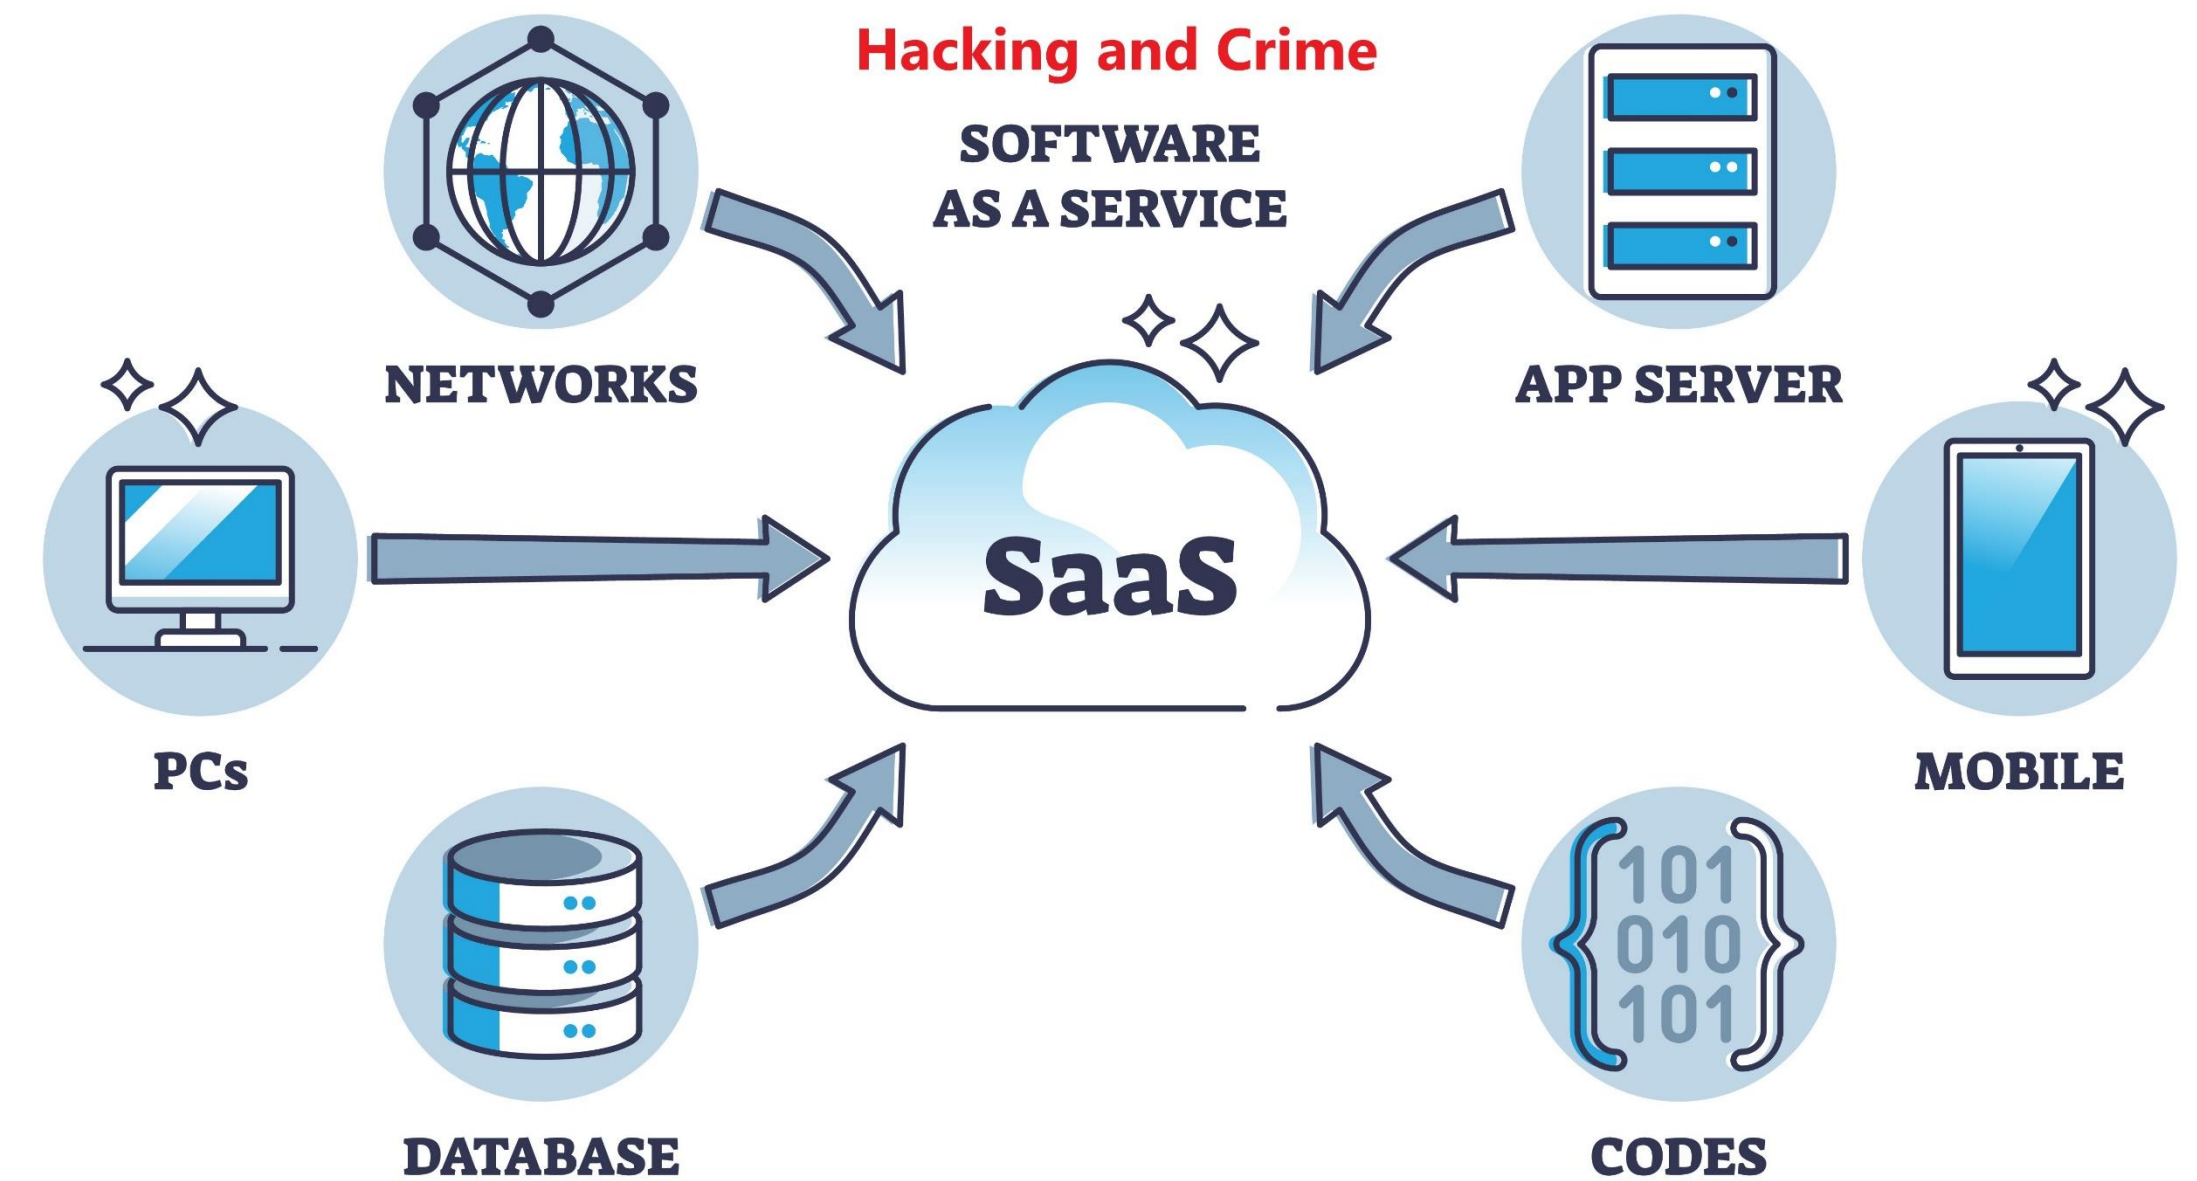 Hacking and Crime
SOFTWARE
AS A SERVICE
NETWORKS
APP SERVER
SaaS
PCs
MOBILE
101
010
101
DATABASE
CODES